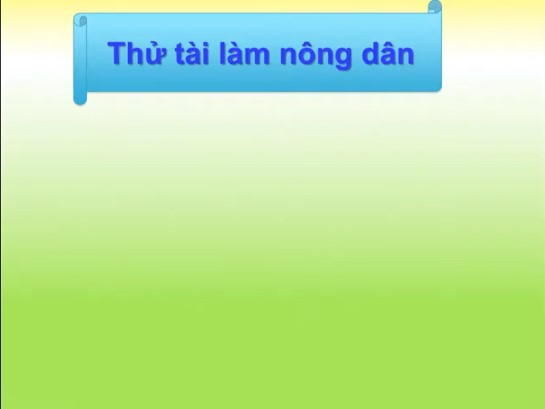 Thử tài làm nông dân